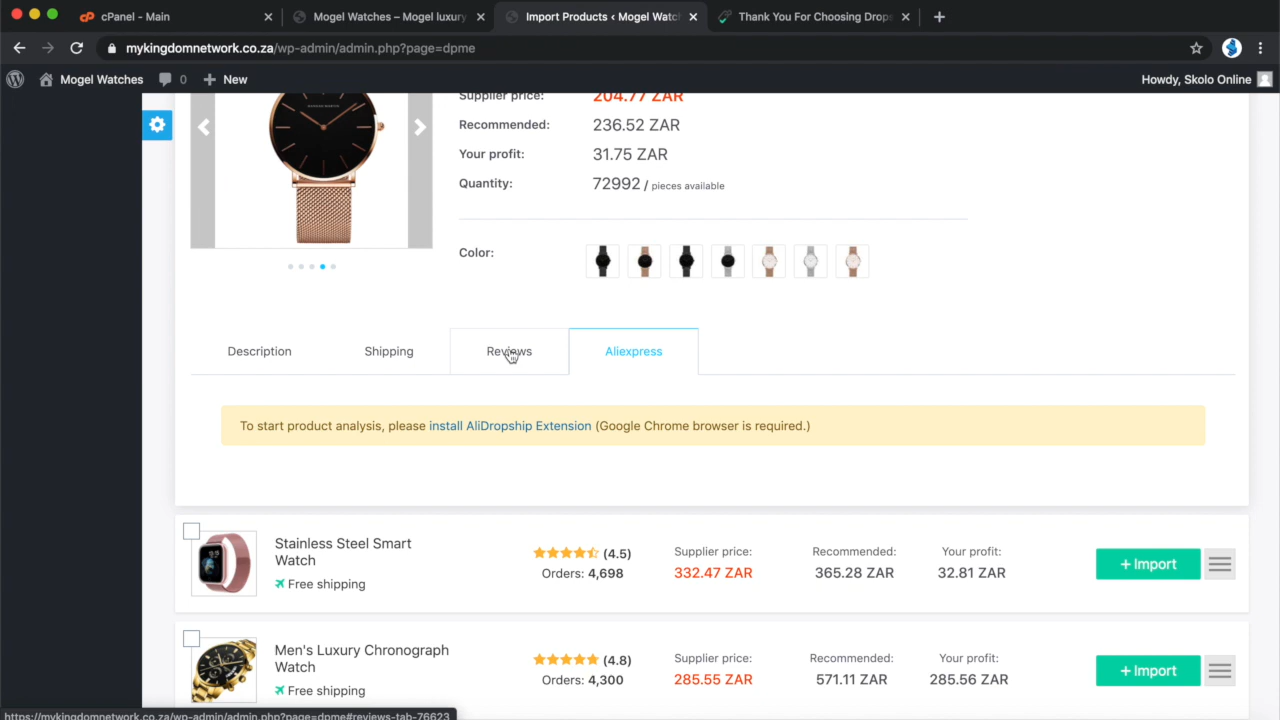 cPanel - Main
Mogel Watches – Mogel luxury
Import Products ‹ Mogel Watc
Thank You For Choosing Drops
mykingdomnetwork.co.za/wp-admin/admin.php?page=dpme
Mogel Watches 0 New
Howdy, Skolo Online
Supplier price: 204.77 ZAR
Recommended: 236.52 ZAR
Your profit: 31.75 ZAR
Quantity: 72992 / pieces available
Color:
Description Shipping Reviews Aliexpress
To start product analysis, please install AliDropship Extension (Google Chrome browser is required.)
Stainless Steel Smart
Watch
Free shipping
(4.5)
Orders: 4,698
Supplier price:
332.47 ZAR
Recommended:
365.28 ZAR
Your profit:
32.81 ZAR
+ Import
Men's Luxury Chronograph
Watch
Free shipping
(4.8)
Orders: 4,300
Supplier price:
285.55 ZAR
Recommended:
571.11 ZAR
Your profit:
285.56 ZAR
+ Import
https://mykingdomnetwork.co.za/wp-admin/admin.php?page=dpme#reviews-tab-76623